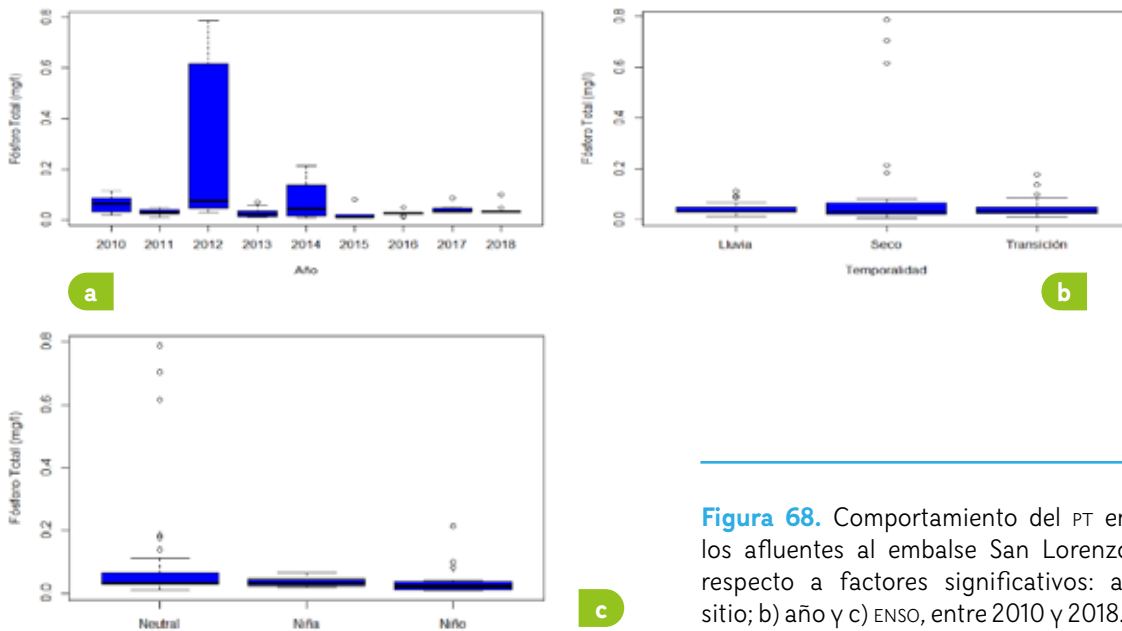 Fósforo Total (mg/l)
0.8
0.6
0.4
0.2
0.0
2010 2011 2012 2013 2014 2015 2016 2017 2018
Año
a
Fósforo Total (mg/l)
0.8
0.6
0.4
0.2
0.0
Lluvia Seco Transición
Temporalidad
b
Fósforo Total (mg/l)
0.8
0.6
0.4
0.2
0.0
Neutral Niña Niño
c
Figura 68. Comportamiento del PT en
los afluentes al embalse San Lorenzo
respecto a factores significativos: a)
sitio; b) año y c) ENSO, entre 2010 y 2018.